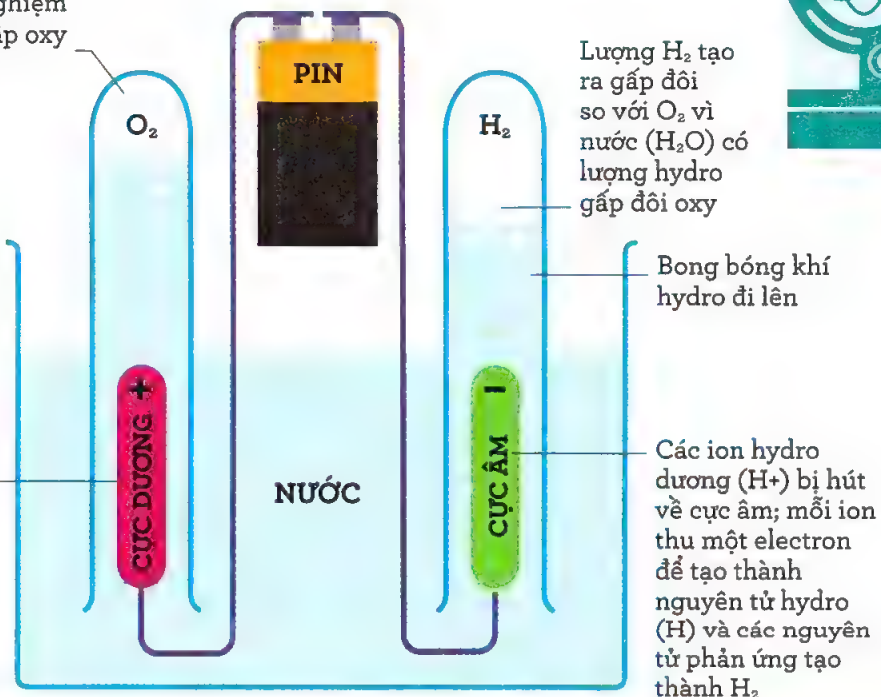 ghiệm
áp oxy
PIN
O₂
H₂
Lượng H₂ tạo
ra gấp đôi
so với O₂ vì
nước (H₂O) có
lượng hydro
gấp đôi oxy
Bong bóng khí
hydro đi lên
+
CỰC DƯƠNG
NƯỚC
–
CỰC ÂM
Các ion hydro
dương (H+) bị hút
về cực âm; mỗi ion
thu một electron
để tạo thành
nguyên tử hydro
(H) và các nguyên
tử phản ứng tạo
thành H₂